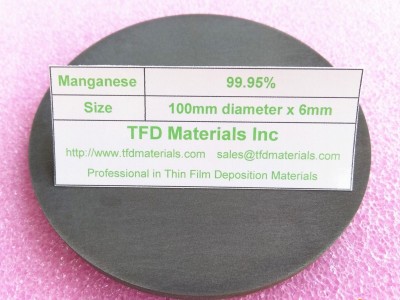 Manganese 99.95%
Size 100mm diameter x 6mm
TFD Materials Inc
http://www.tfdmaterials.com sales@tfdmaterials.com
Professional in Thin Film Deposition Materials